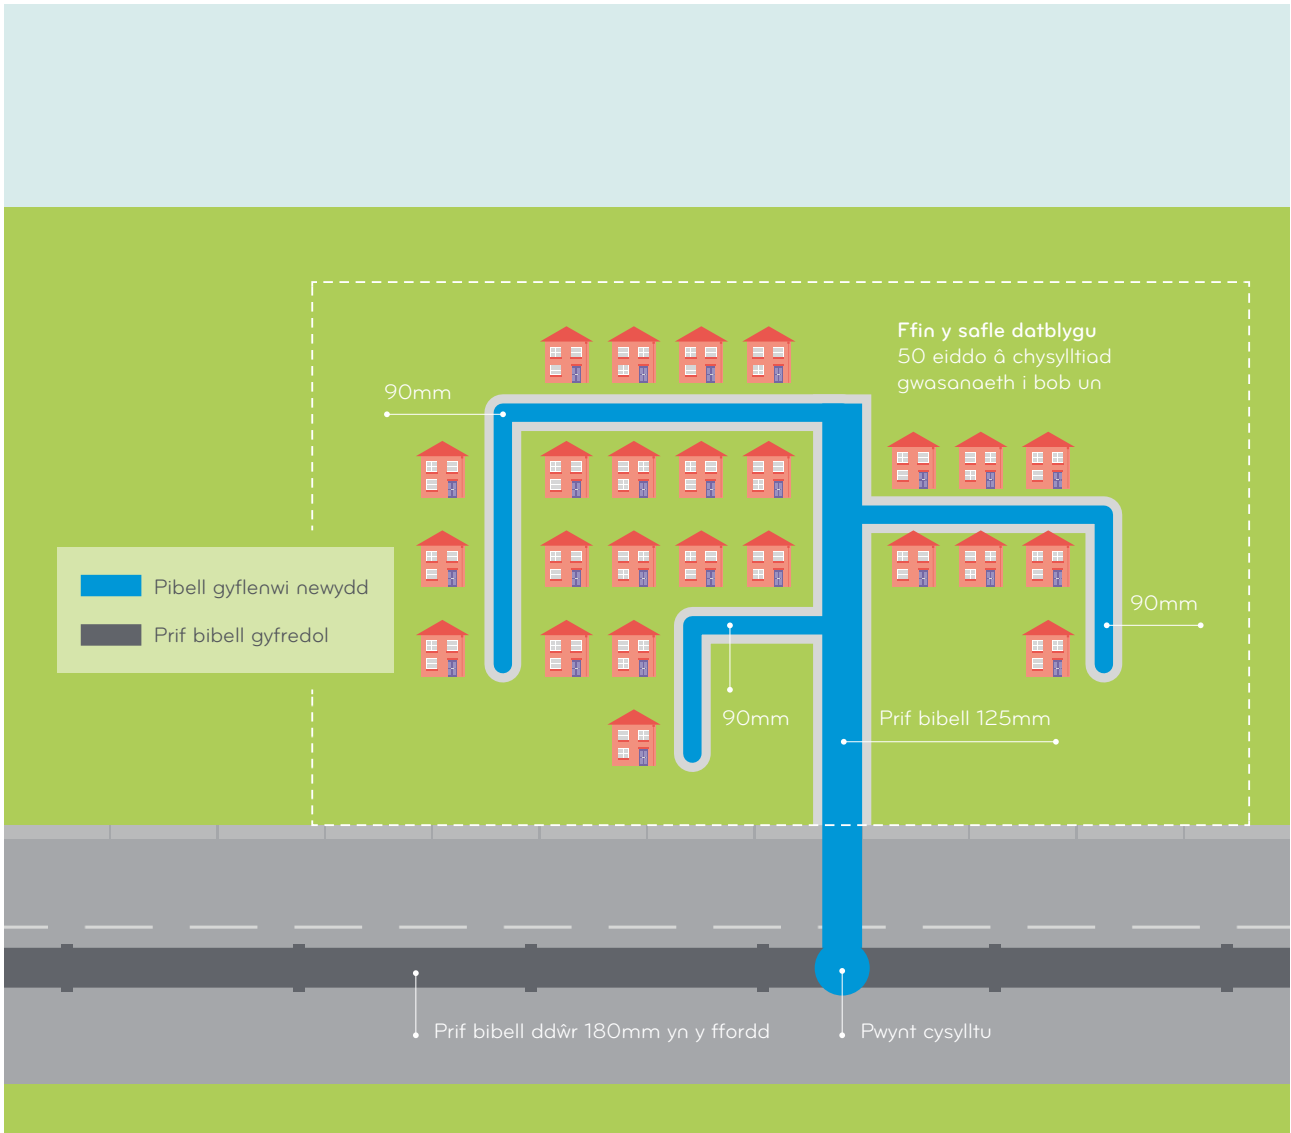 Ffin y safle datblygu
50 eiddo â chysylltiad
gwasanaeth i bob un
90mm
Pibell gyflenwi newydd
Prif bibell gyfredol
90mm
90mm
Prif bibell 125mm
Prif bibell ddŵr 180mm yn y ffordd
Pwynt cysylltu